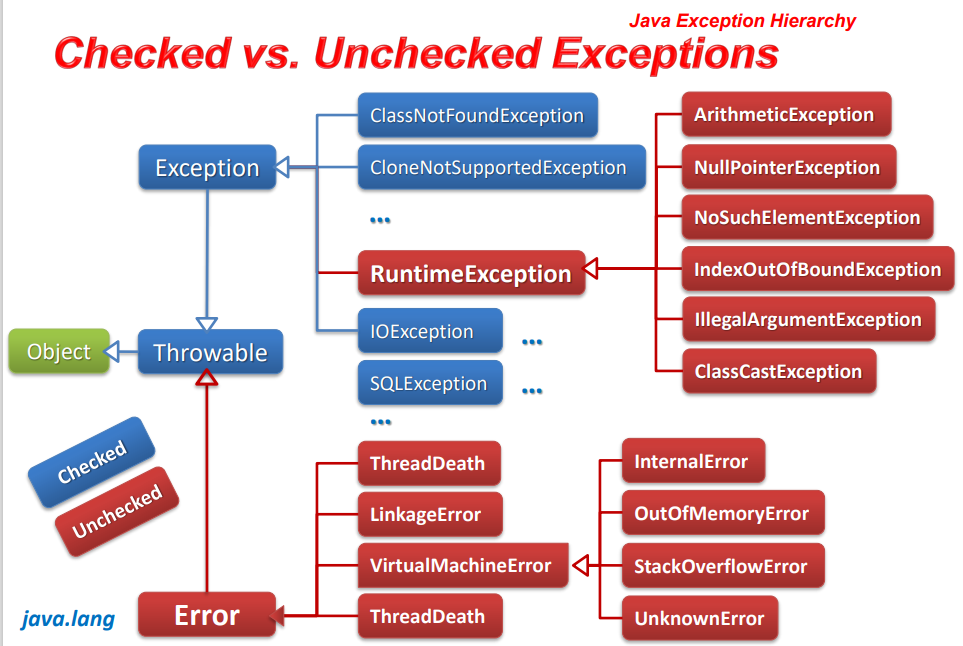 Java Exception Hierarchy
Checked vs. Unchecked Exceptions
ClassNotFoundException
ArithmeticException
Exception
CloneNotSupportedException
NullPointerException
...
NoSuchElementException
RuntimeException
IndexOutOfBoundException
IOException
...
IllegalArgumentException
Object
Throwable
SQLException
...
ClassCastException
...
Checked
Unchecked
ThreadDeath
InternalError
LinkageError
OutOfMemoryError
VirtualMachineError
StackOverflowError
java.lang
Error
ThreadDeath
UnknownError